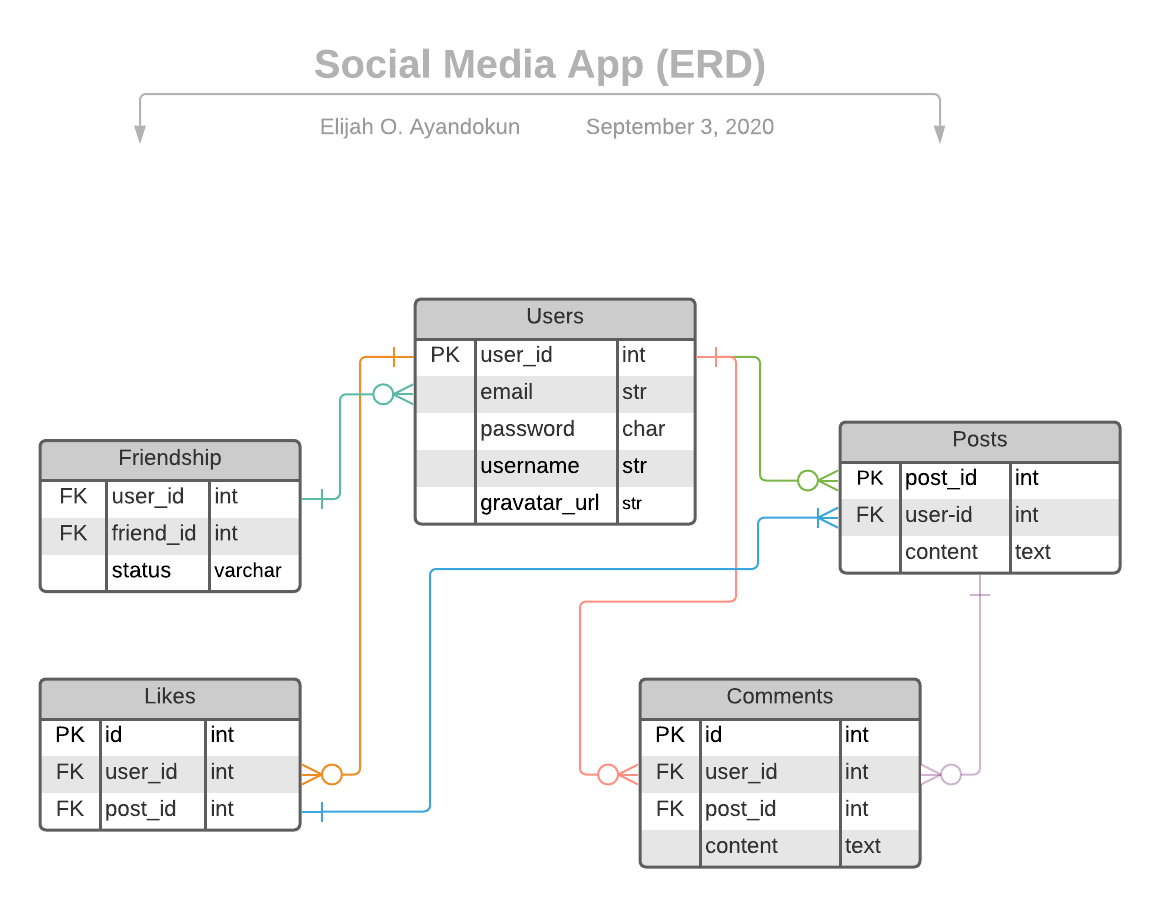 Social Media App (ERD)
Elijah O. Ayandokun September 3, 2020
Users
PK user_id int
email str
password char
username str
gravatar_url str
Friendship
FK user_id int
FK friend_id int
status varchar
Posts
PK post_id int
FK user-id int
content text
Likes
PK id int
FK user_id int
FK post_id int
Comments
PK id int
FK user_id int
FK post_id int
content text